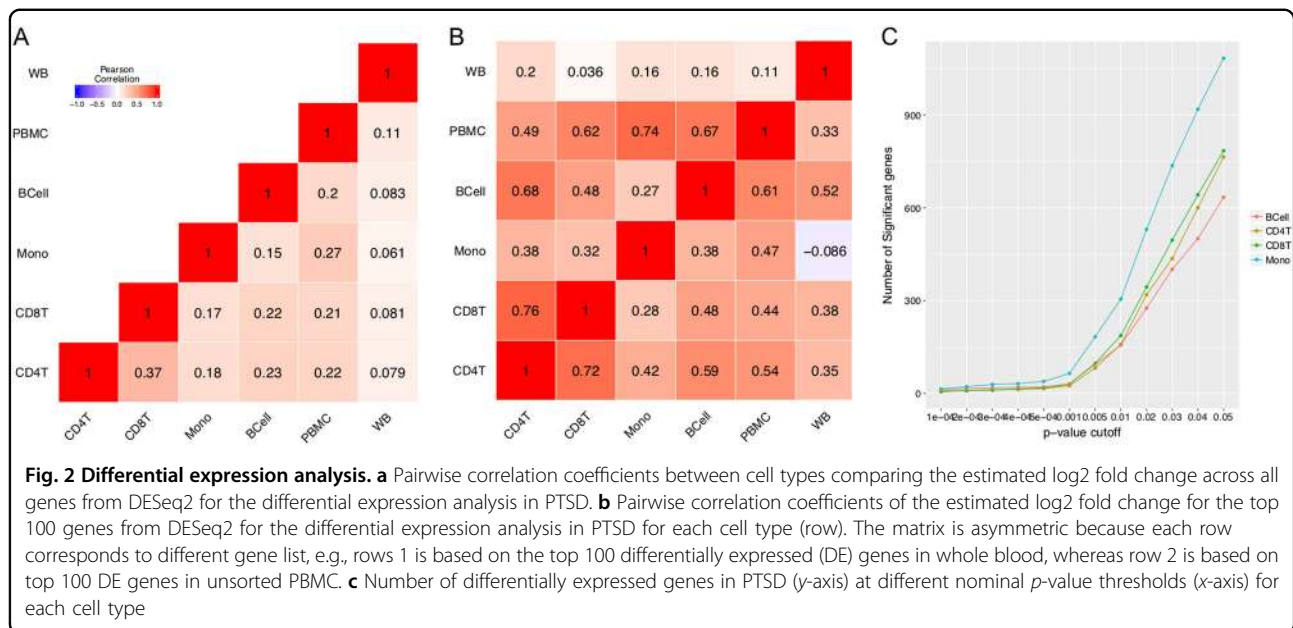 A
Pearson
Correlation
−1.0 −0.5 0.0 0.5 1.0
WB 1
PBMC 1 0.11
BCell 1 0.2 0.083
Mono 1 0.15 0.27 0.061
CD8T 1 0.17 0.22 0.21 0.081
CD4T 1 0.37 0.18 0.23 0.22 0.079
CD4T CD8T Mono BCell PBMC WB
B
WB 0.2 0.036 0.16 0.16 0.11 1
PBMC 0.49 0.62 0.74 0.67 1 0.33
BCell 0.68 0.48 0.27 1 0.61 0.52
Mono 0.38 0.32 1 0.38 0.47 −0.086
CD8T 0.76 1 0.28 0.48 0.44 0.38
CD4T 1 0.72 0.42 0.59 0.54 0.35
CD4T CD8T Mono BCell PBMC WB
C
Number of Significant genes
900
600
300
0
1e−04 2e−04 3e−04 4e−04 5e−04 0.001 0.005 0.01 0.02 0.03 0.04 0.05
p−value cutoff
BCell
CD4T
CD8T
Mono
Fig. 2 Differential expression analysis. a Pairwise correlation coefficients between cell types comparing the estimated log2 fold change across all
genes from DESeq2 for the differential expression analysis in PTSD. b Pairwise correlation coefficients of the estimated log2 fold change for the top
100 genes from DESeq2 for the differential expression analysis in PTSD for each cell type (row). The matrix is asymmetric because each row
corresponds to different gene list, e.g., rows 1 is based on the top 100 differentially expressed (DE) genes in whole blood, whereas row 2 is based on
top 100 DE genes in unsorted PBMC. c Number of differentially expressed genes in PTSD (y-axis) at different nominal p-value thresholds (x-axis) for
each cell type